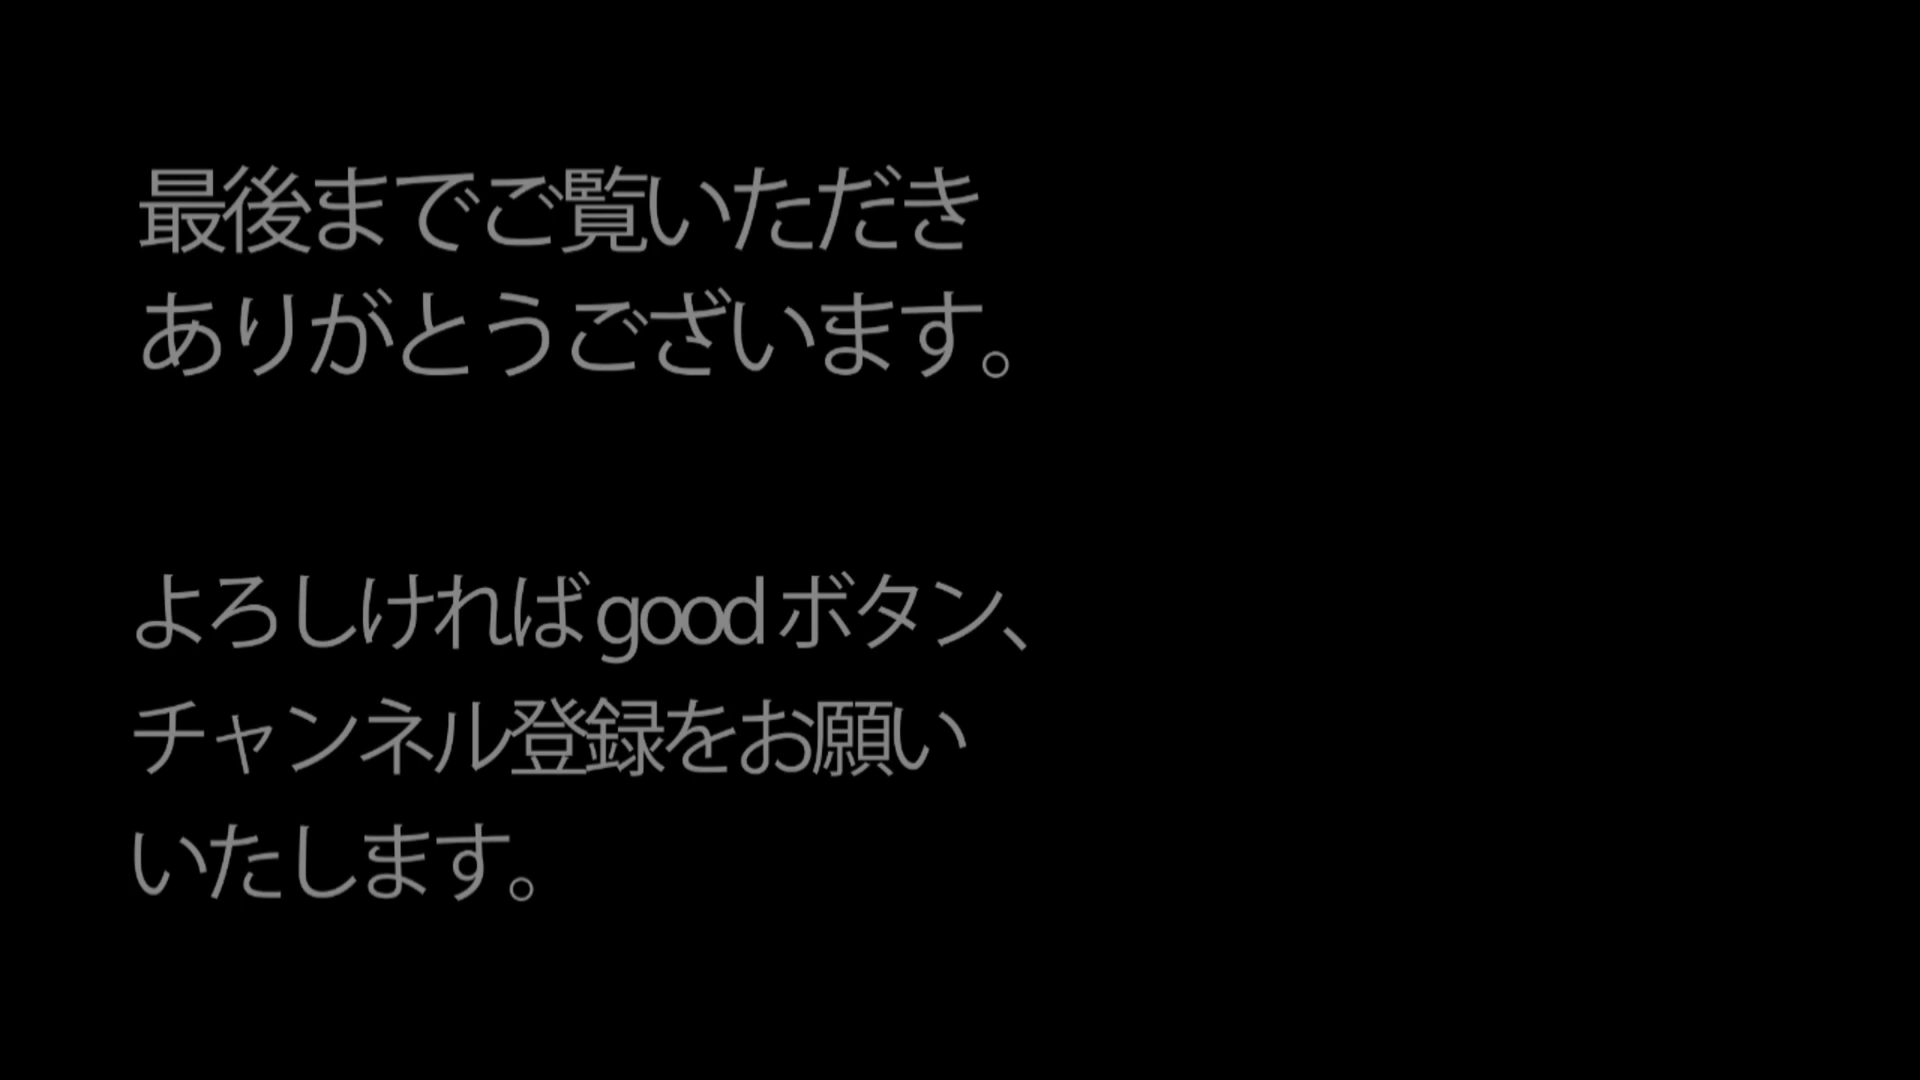 最後までご覧いただき
ありがとうございます。
よろしければgoodボタン、
チャンネル登録をお願い
いたします。